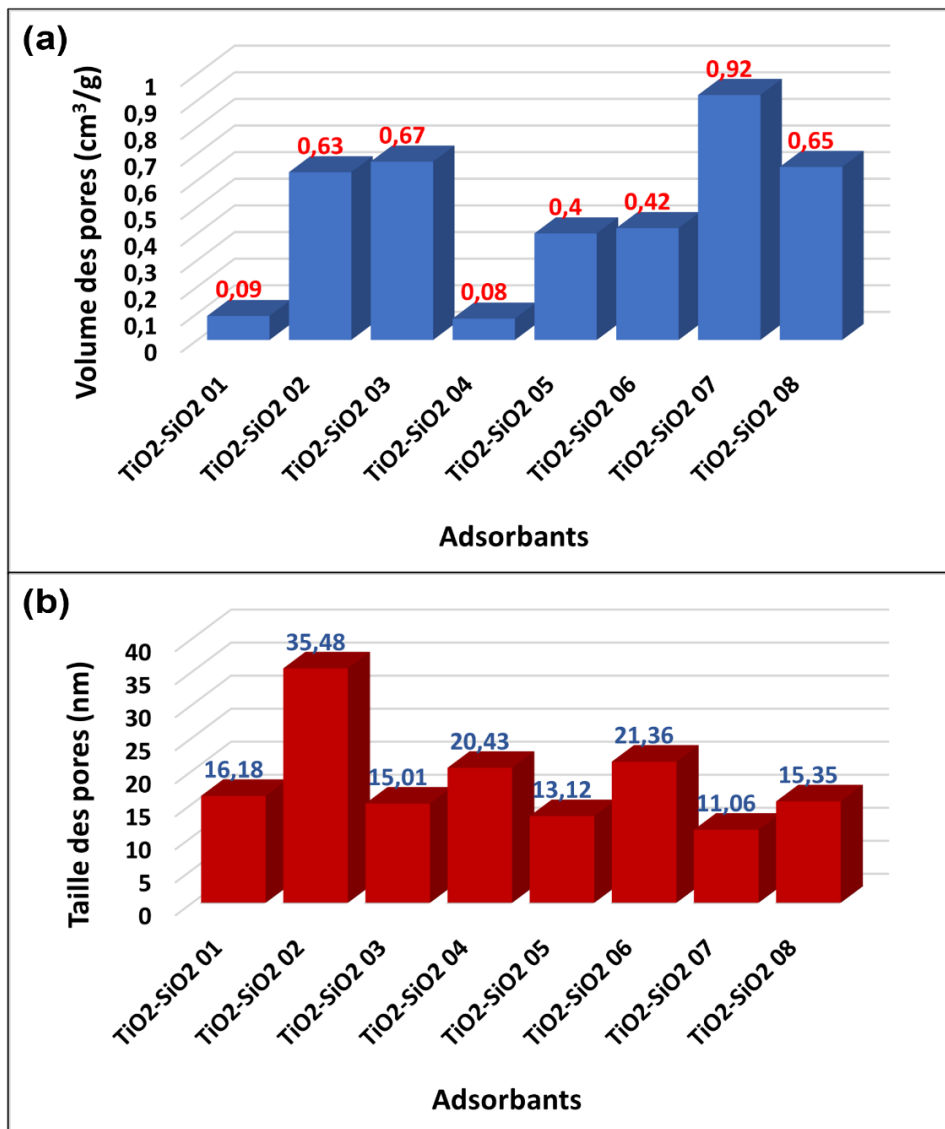 (a)
Volume des pores (cm³/g)
1
0,9
0,8
0,7
0,6
0,5
0,4
0,3
0,2
0,1
0
0,09
0,63
0,67
0,08
0,4
0,42
0,92
0,65
TiO2-SiO2 01
TiO2-SiO2 02
TiO2-SiO2 03
TiO2-SiO2 04
TiO2-SiO2 05
TiO2-SiO2 06
TiO2-SiO2 07
TiO2-SiO2 08
Adsorbants
(b)
Taille des pores (nm)
40
35
30
25
20
15
10
5
0
16,18
35,48
15,01
20,43
13,12
21,36
11,06
15,35
TiO2-SiO2 01
TiO2-SiO2 02
TiO2-SiO2 03
TiO2-SiO2 04
TiO2-SiO2 05
TiO2-SiO2 06
TiO2-SiO2 07
TiO2-SiO2 08
Adsorbants